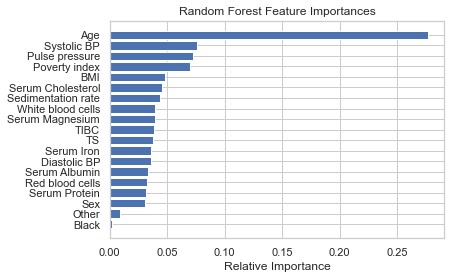 Random Forest Feature Importances
Age
Systolic BP
Pulse pressure
Poverty index
BMI
Serum Cholesterol
Sedimentation rate
White blood cells
Serum Magnesium
TIBC
TS
Serum Iron
Diastolic BP
Serum Albumin
Red blood cells
Serum Protein
Sex
Other
Black
0.00 0.05 0.10 0.15 0.20 0.25
Relative Importance